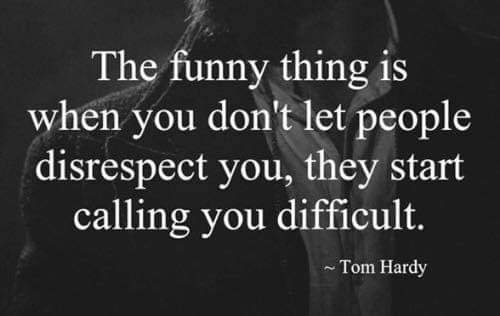 The funny thing is
when you don't let people
disrespect you, they start
calling you difficult.
~ Tom Hardy